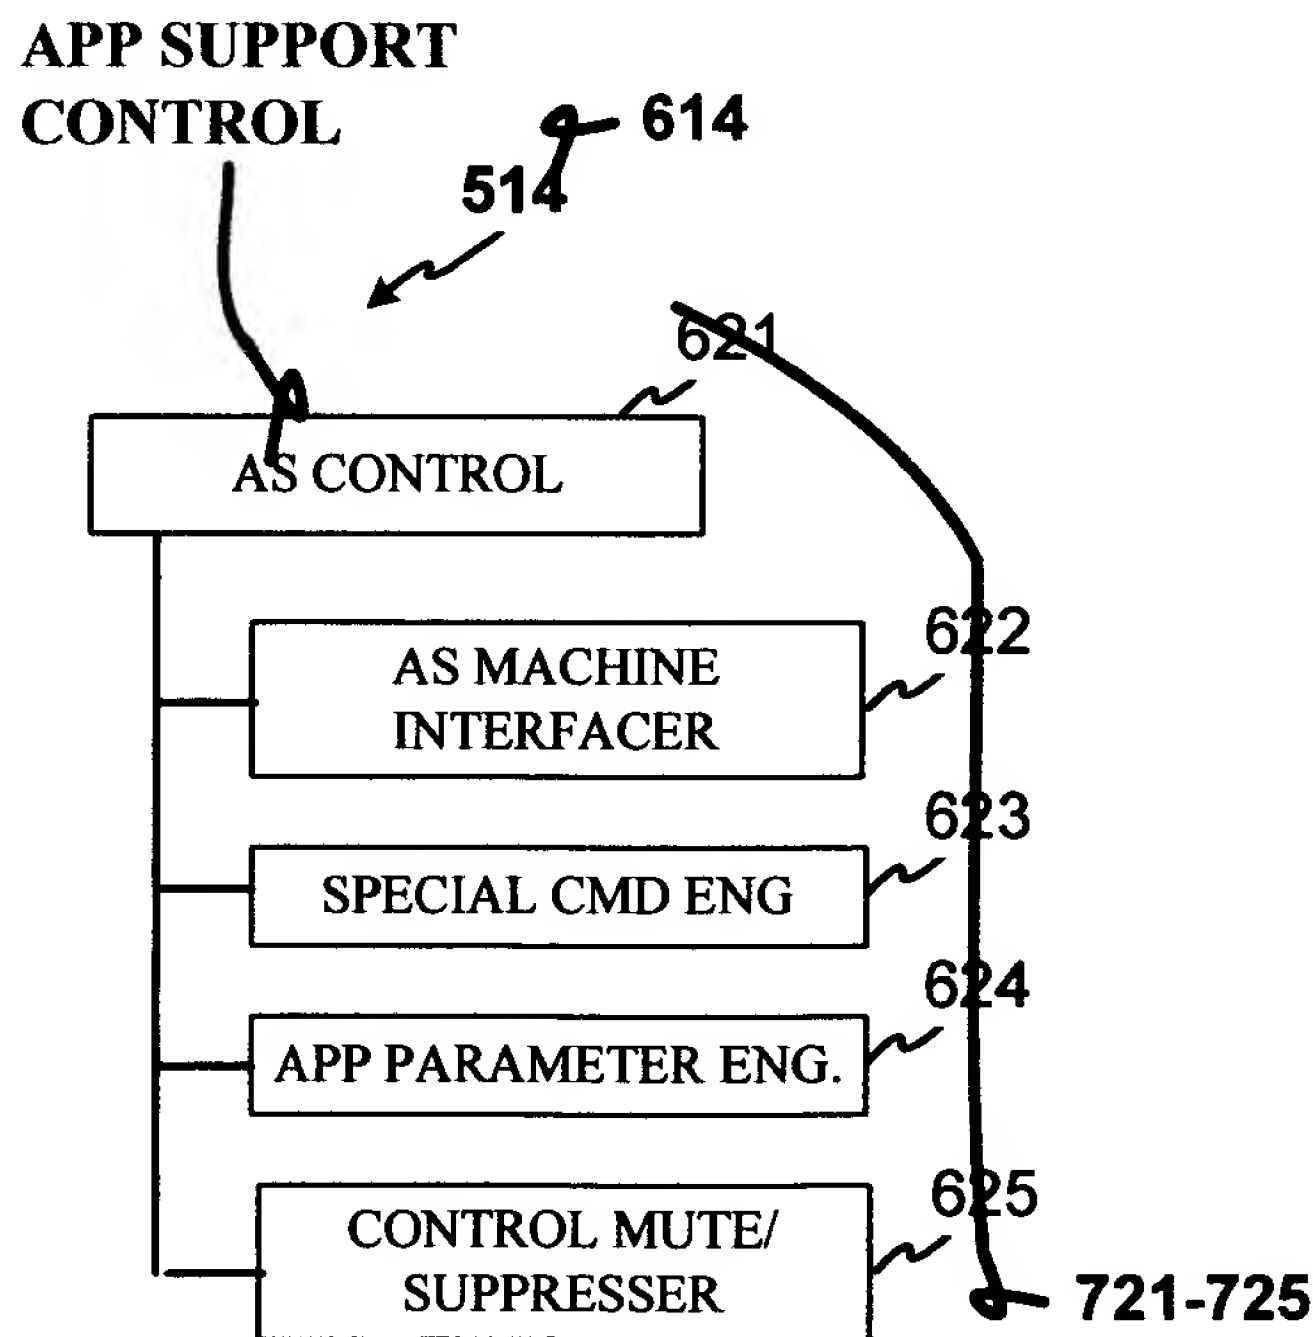 APP SUPPORT
CONTROL
614
514
621
AS CONTROL
622
AS MACHINE
INTERFACER
623
SPECIAL CMD ENG
624
APP PARAMETER ENG.
625
CONTROL MUTE/
SUPPRESSER
721-725